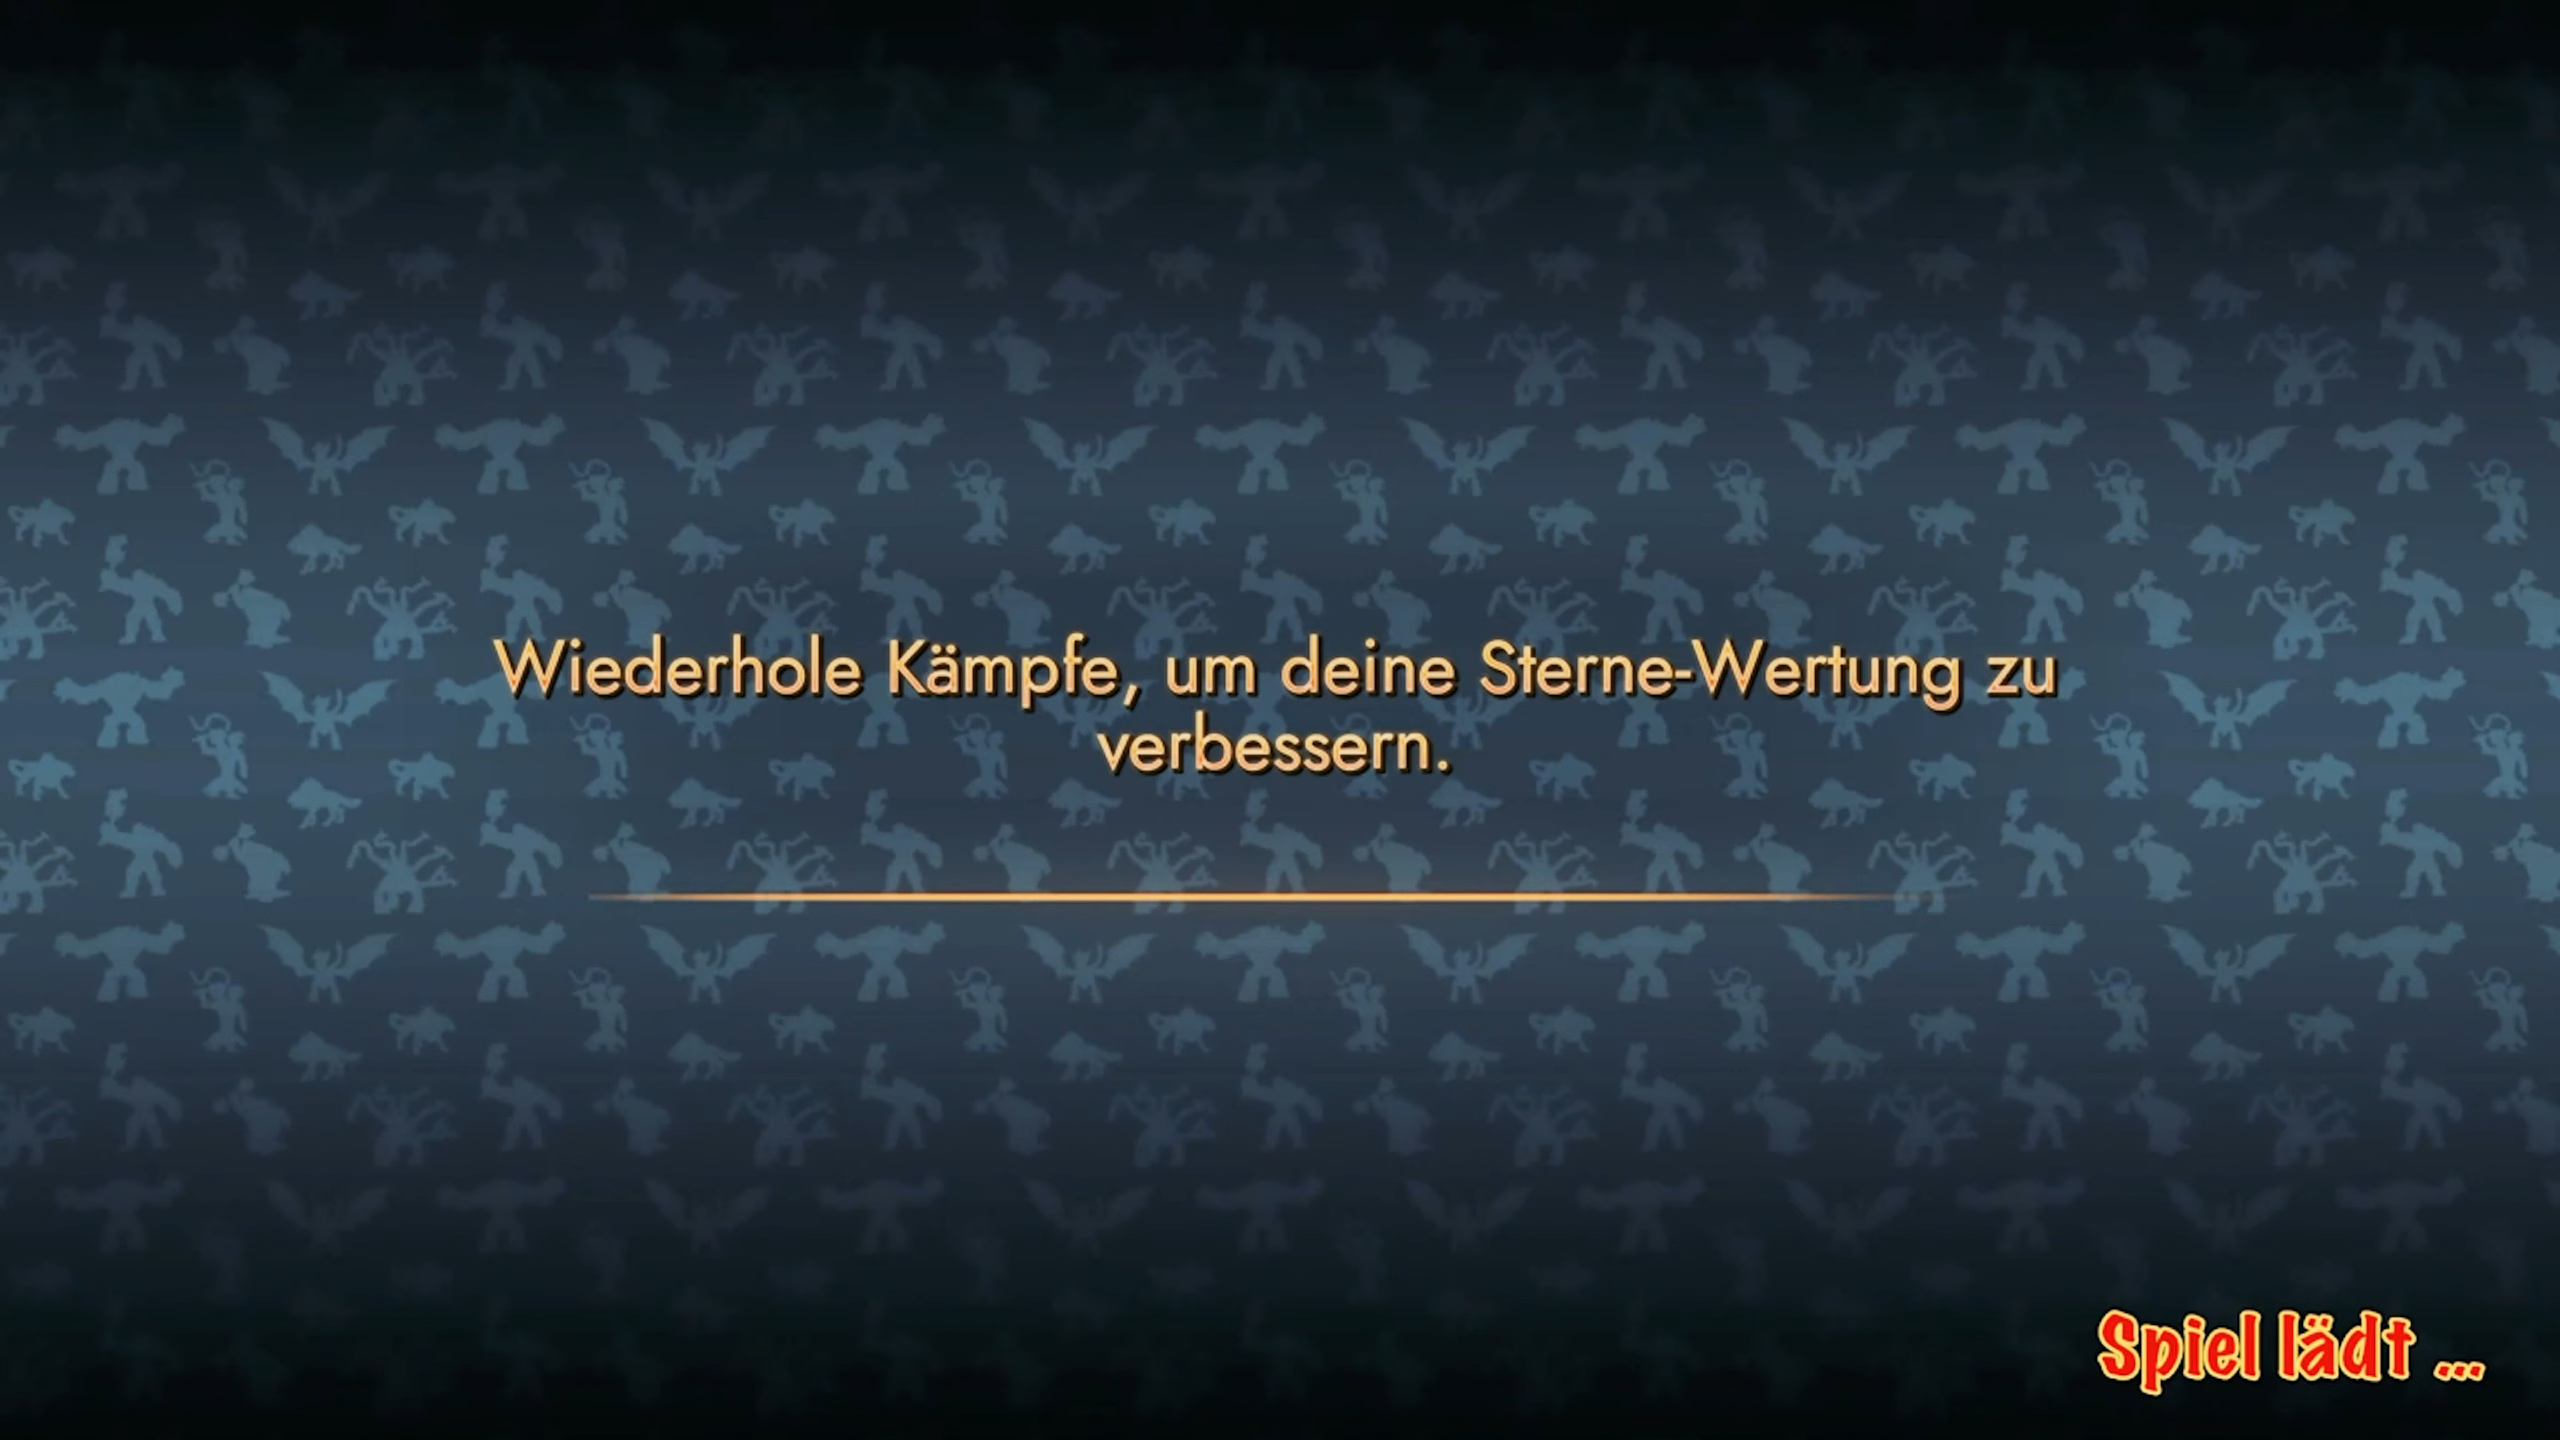 Wiederhole Kämpfe, um deine Sterne-Wertung zu
verbessern.
Spiel lädt ...